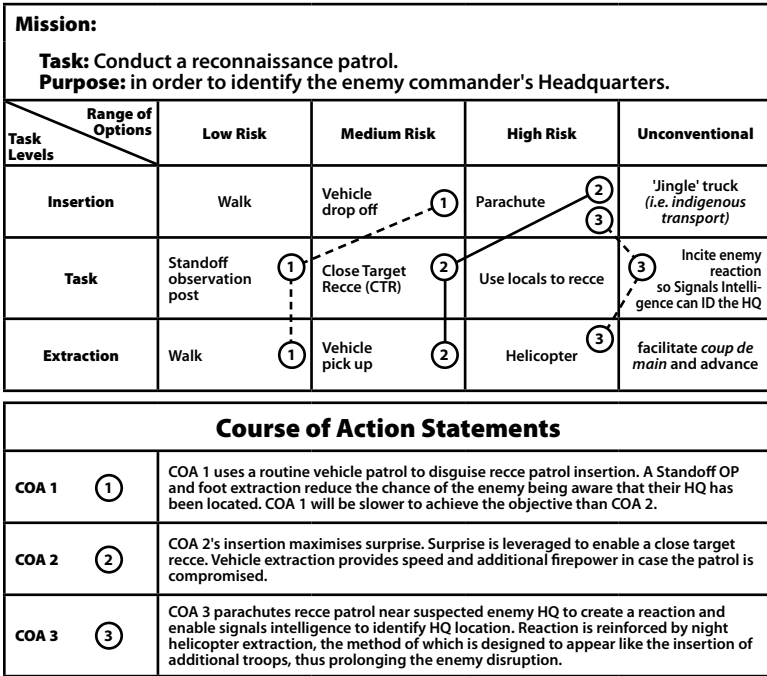 Mission:
Task: Conduct a reconnaissance patrol.
Purpose: in order to identify the enemy commander's Headquarters.
Range of
Options
Task
Levels
Low Risk
Medium Risk
High Risk
Unconventional
Insertion
Walk
Vehicle
drop off
1
Parachute
2
3
'Jingle' truck
(i.e. indigenous
transport)
Task
Standoff
observation
post
1
Close Target
Recce (CTR)
2
Use locals to recce
3
Incite enemy
reaction
so Signals Intelli-
gence can ID the HQ
Extraction
Walk
1
Vehicle
pick up
2
Helicopter
3
facilitate coup de
main and advance
Course of Action Statements
COA 1
1
COA 1 uses a routine vehicle patrol to disguise recce patrol insertion. A Standoff OP
and foot extraction reduce the chance of the enemy being aware that their HQ has
been located. COA 1 will be slower to achieve the objective than COA 2.
COA 2
2
COA 2's insertion maximises surprise. Surprise is leveraged to enable a close target
recce. Vehicle extraction provides speed and additional firepower in case the patrol is
compromised.
COA 3
3
COA 3 parachutes recce patrol near suspected enemy HQ to create a reaction and
enable signals intelligence to identify HQ location. Reaction is reinforced by night
helicopter extraction, the method of which is designed to appear like the insertion of
additional troops, thus prolonging the enemy disruption.